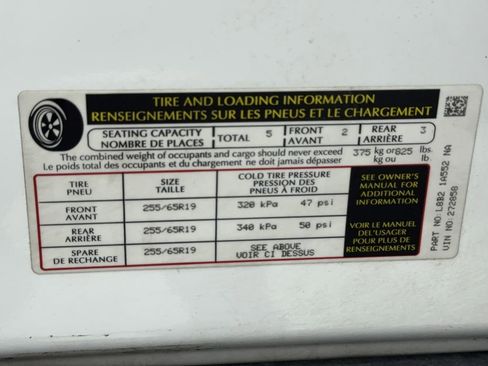 TIRE AND LOADING INFORMATION
RENSEIGNEMENTS SUR LES PNEUS ET LE CHARGEMENT
SEATING CAPACITY
NOMBRE DE PLACES
TOTAL 5
FRONT
AVANT 2
REAR
ARRIÈRE 3
The combined weight of occupants and cargo should never exceed 375 kg or 825 lbs.
Le poids total des occupants et du chargement ne doit jamais dépasser kg ou lb.
TIRE
PNEU
SIZE
TAILLE
COLD TIRE PRESSURE
PRESSION DES
PNEUS À FROID
FRONT
AVANT
255/65R19
320 kPa 47 psi
REAR
ARRIÈRE
255/65R19
340 kPa 50 psi
SPARE
DE RECHANGE
255/65R19
SEE ABOVE
VOIR CI DESSUS
SEE OWNER'S
MANUAL FOR
ADDITIONAL
INFORMATION
VOIR LE MANUEL
DE L'USAGER
POUR PLUS DE
RENSEIGNEMENTS
PART NO:L8B2 1A552 NA
VIN NO:272858